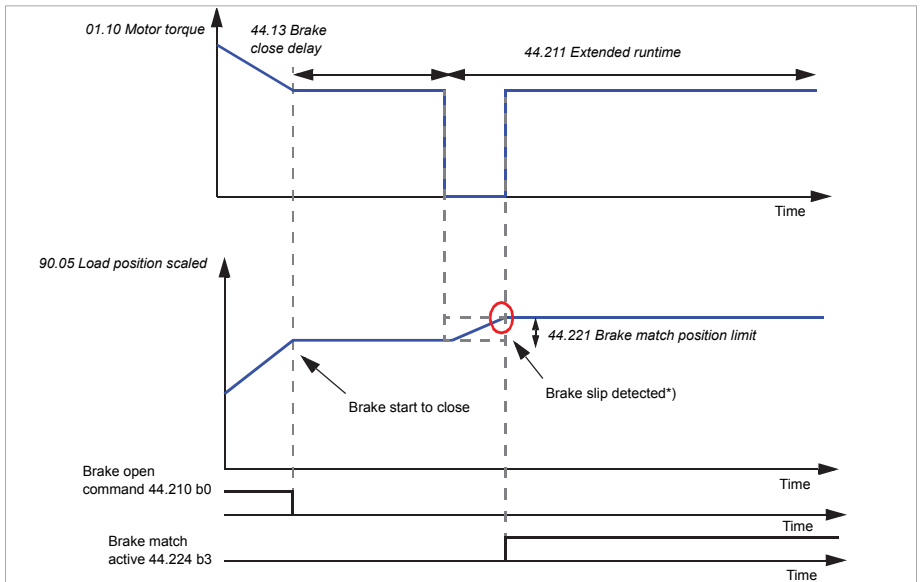 01.10 Motor torque
44.13 Brake
close delay
44.211 Extended runtime
Time
90.05 Load position scaled
44.221 Brake match position limit
Brake slip detected*)
Brake start to close
Time
Brake open
command 44.210 b0
Time
Brake match
active 44.224 b3
Time